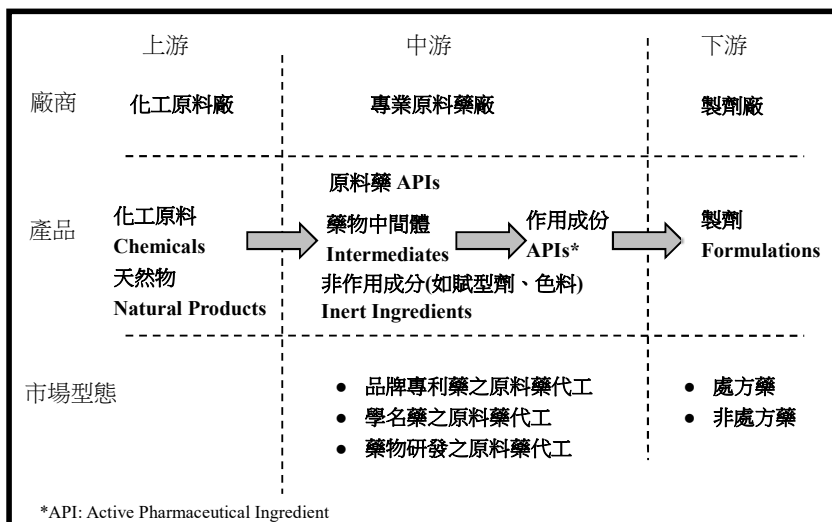 上游 中游 下游
廠商 化工原料廠 專業原料藥廠 製劑廠
原料藥 APIs
產品 化工原料 藥物中間體 作用成份 製劑
Chemicals Intermediates APIs* Formulations
天然物 非作用成分(如賦型劑、色料)
Natural Products Inert Ingredients
市場型態 ● 品牌專利藥之原料藥代工 ● 處方藥
● 學名藥之原料藥代工 ● 非處方藥
● 藥物研發之原料藥代工
*API: Active Pharmaceutical Ingredient